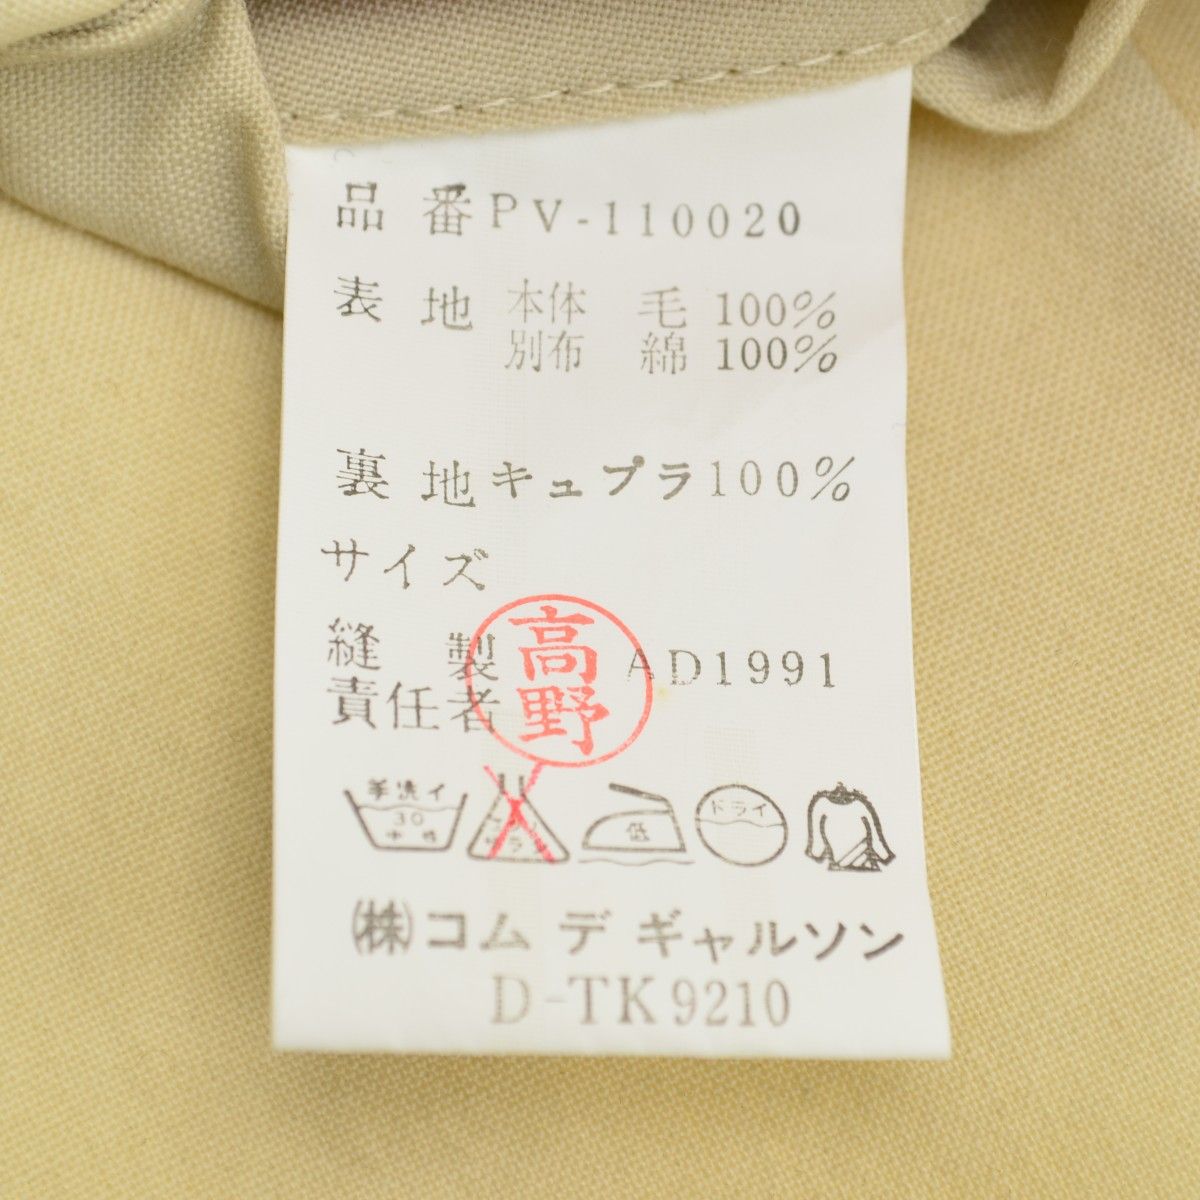 品番 PV-110020
表地 本体 毛 100%
別布 綿 100%
裏地 キュプラ100%
サイズ
縫製 高野 AD1991
責任者
手洗イ 30 中性
低
ドライ
㈱コム デ ギャルソン
D-TK9210